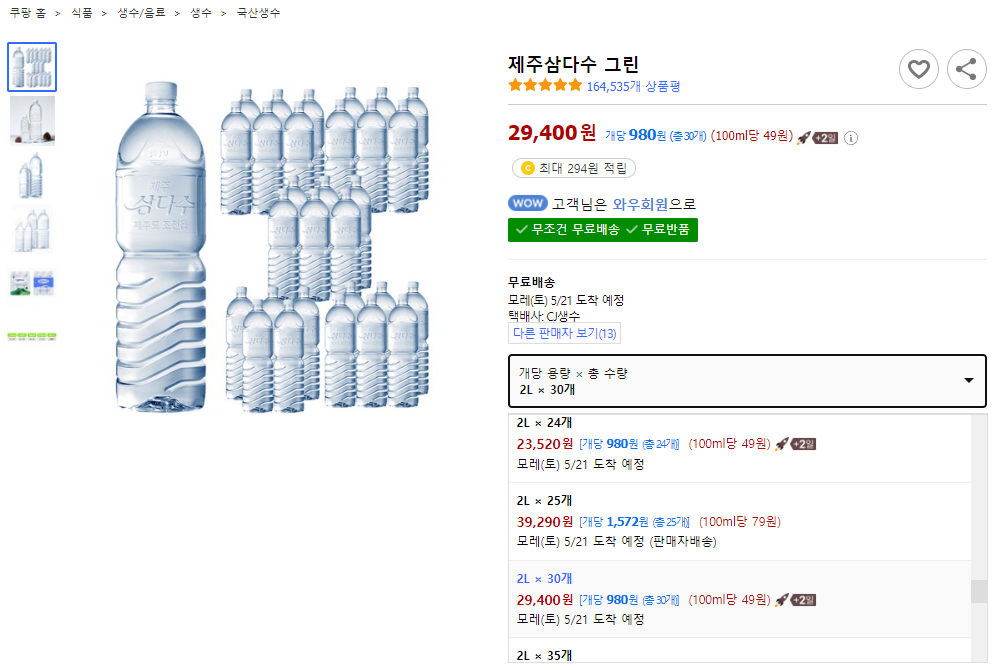 쿠팡 홈 > 식품 > 생수/음료 > 생수 > 국산생수
제주삼다수 그린
164,535개 상품평
29,400원 개당 980원 (총30개) (100ml당 49원) +2일
최대 294원 적립
WOW 고객님은 와우회원으로
무조건 무료배송 무료반품
무료배송
모레(토) 5/21 도착 예정
택배사: CJ생수
다른 판매자 보기(13)
개당 용량 × 총 수량
2L × 30개
2L × 24개
23,520원 [개당 980원 (총24개)] (100ml당 49원) +2일
모레(토) 5/21 도착 예정
2L × 25개
39,290원 [개당 1,572원 (총25개)] (100ml당 79원)
모레(토) 5/21 도착 예정 (판매자배송)
2L × 30개
29,400원 [개당 980원 (총30개)] (100ml당 49원) +2일
모레(토) 5/21 도착 예정
2L × 35개
제주
삼다수